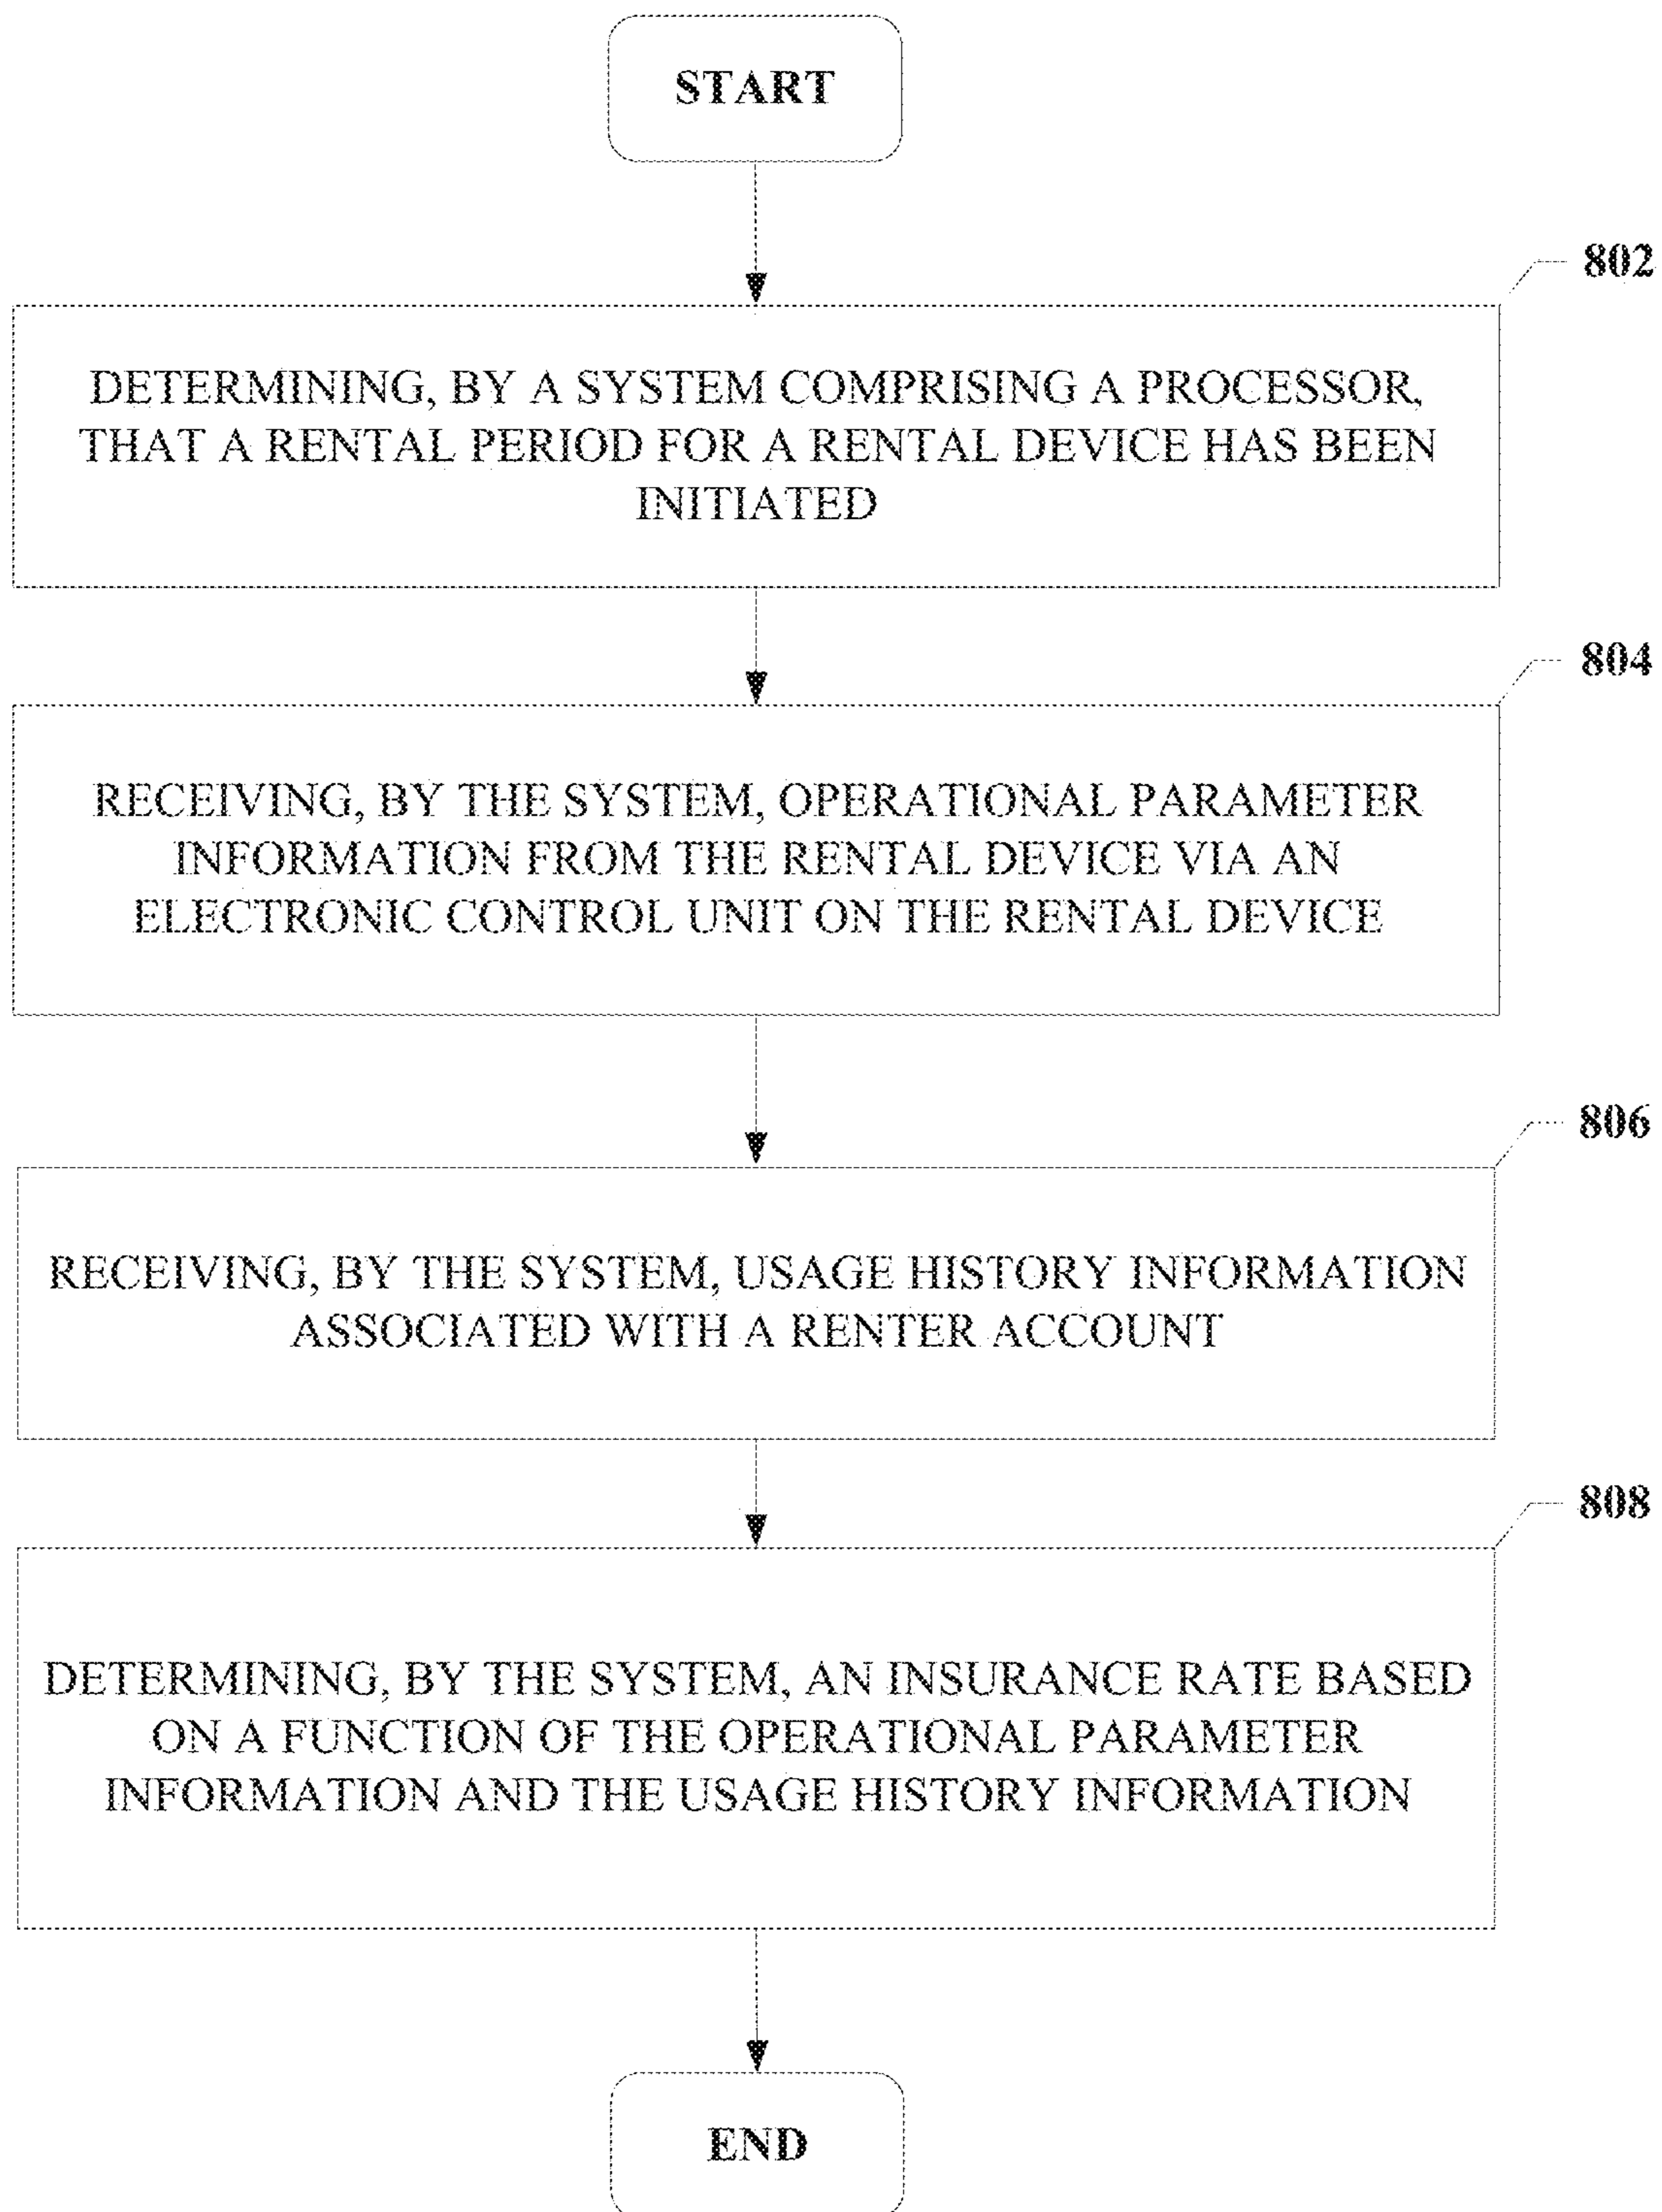 START
802
DETERMINING, BY A SYSTEM COMPRISING A PROCESSOR,
THAT A RENTAL PERIOD FOR A RENTAL DEVICE HAS BEEN
INITIATED
804
RECEIVING, BY THE SYSTEM, OPERATIONAL PARAMETER
INFORMATION FROM THE RENTAL DEVICE VIA AN
ELECTRONIC CONTROL UNIT ON THE RENTAL DEVICE
806
RECEIVING, BY THE SYSTEM, USAGE HISTORY INFORMATION
ASSOCIATED WITH A RENTER ACCOUNT
808
DETERMINING, BY THE SYSTEM, AN INSURANCE RATE BASED
ON A FUNCTION OF THE OPERATIONAL PARAMETER
INFORMATION AND THE USAGE HISTORY INFORMATION
END